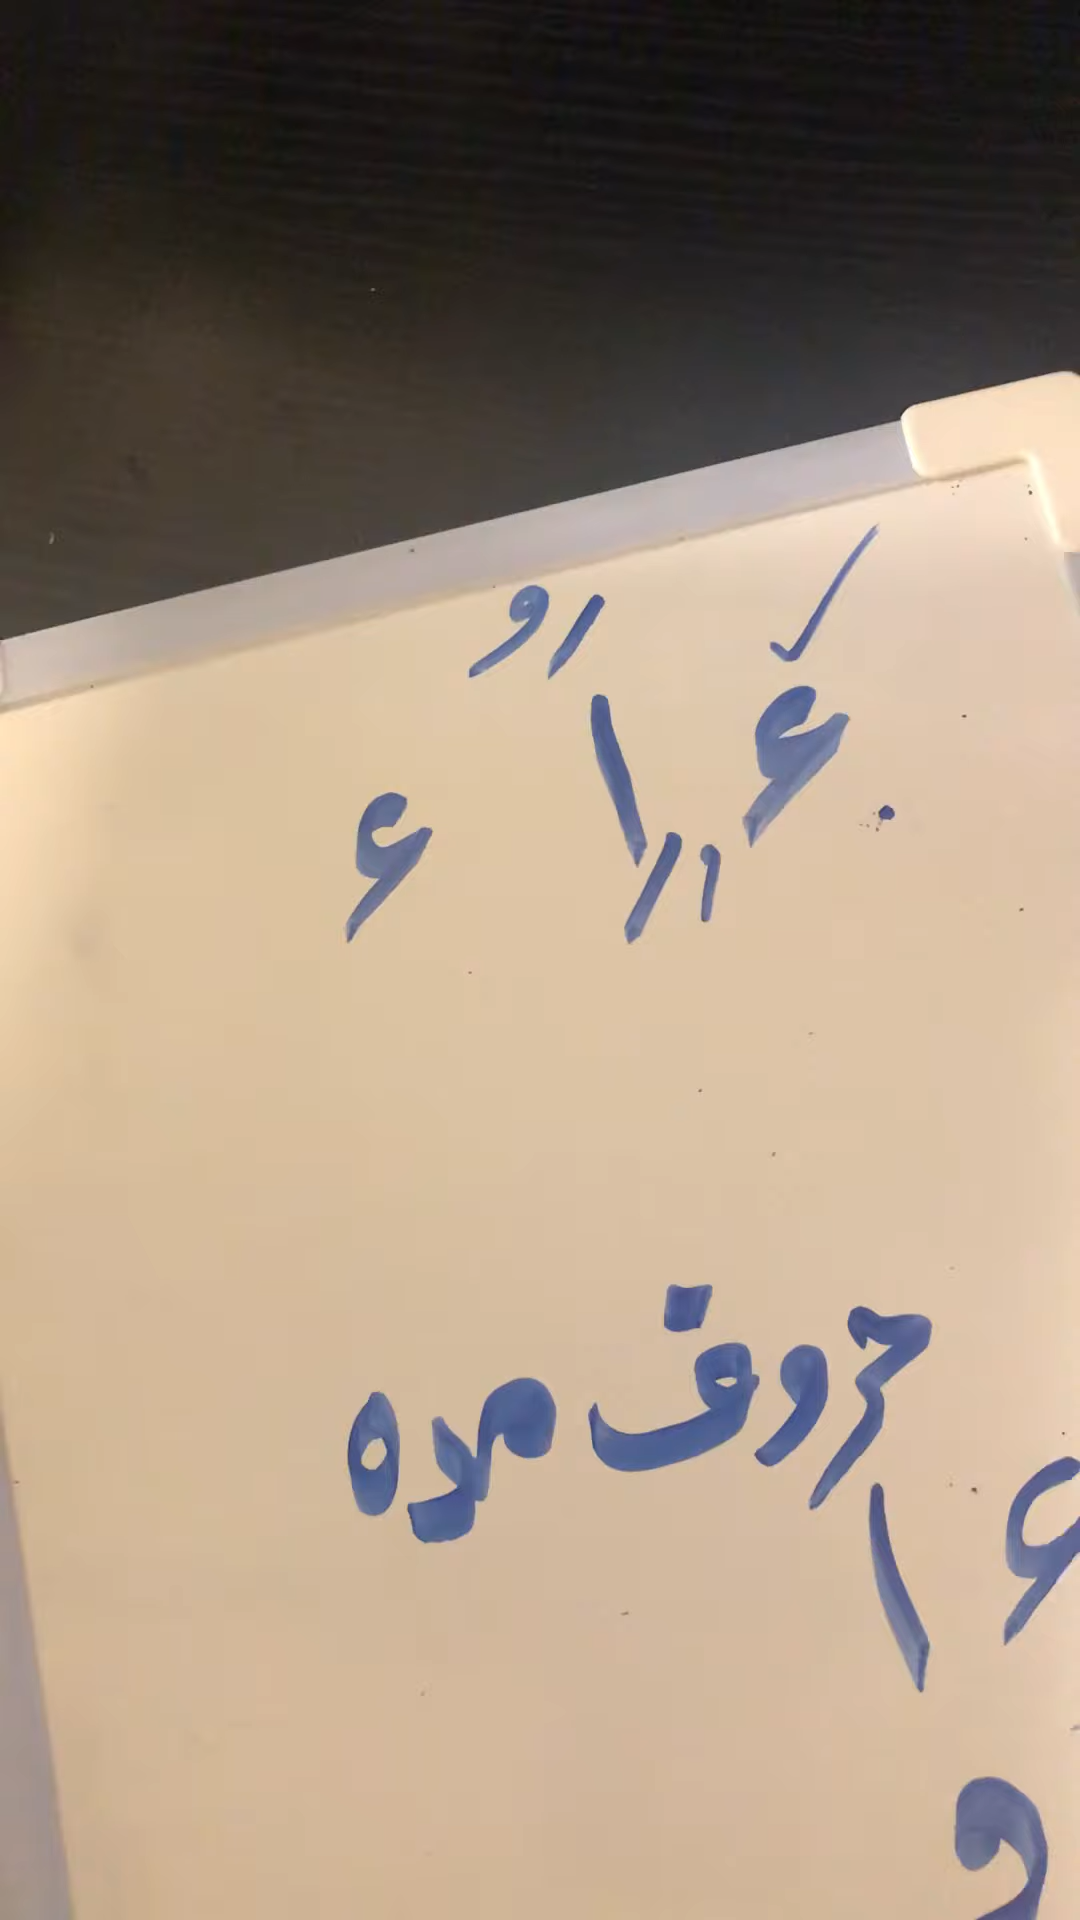 ء ا ء
حروف مده
ء ا
و